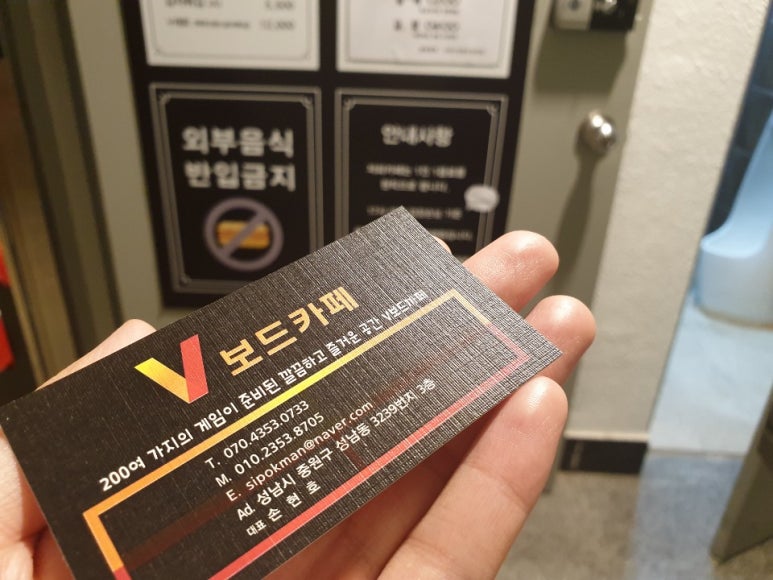 외부음식
반입금지
안내사항
V 보드카페
200여 가지의 게임이 준비된 깔끔하고 즐거운 공간 V보드카페
T. 070.4353.0733
M. 010.2353.8705
E. sipokman@naver.com
Ad. 성남시 중원구 성남동 3239번지 3층
대표 손 현 호